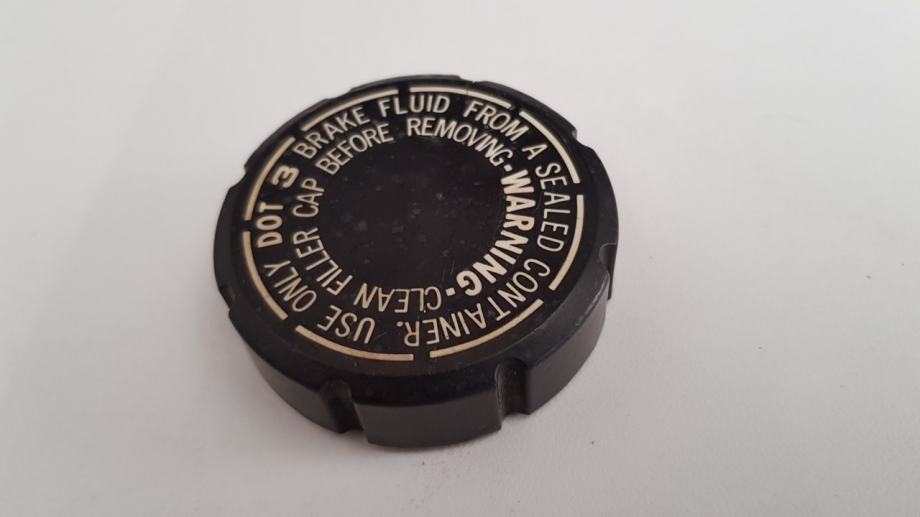 USE ONLY DOT 3 BRAKE FLUID FROM A SEALED CONTAINER.
WARNING-CLEAN FILLER CAP BEFORE REMOVING-